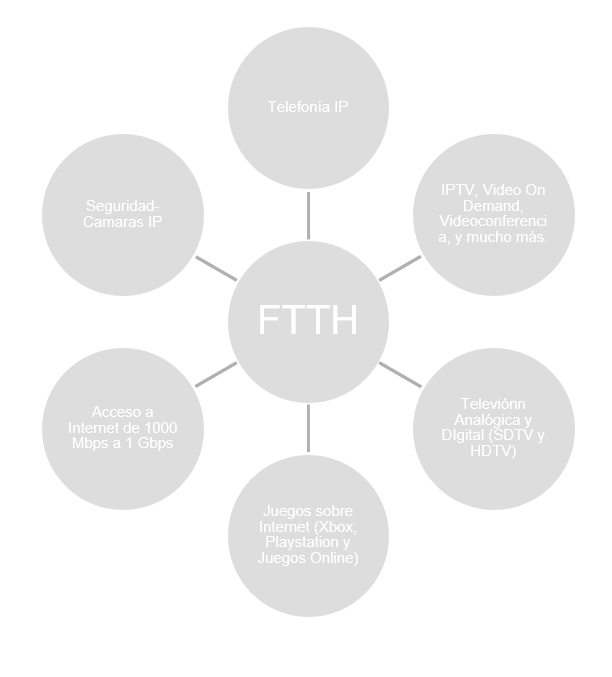 Telefonía IP
IPTV, Video On
Demand,
Videoconferenci
a, y mucho más.
Seguridad-
Camaras IP
FTTH
Televiónn
Analógica y
DIgital (SDTV y
HDTV)
Acceso a
Internet de 1000
Mbps a 1 Gbps
Juegos sobre
Internet (Xbox,
Playstation y
Juegos Online)